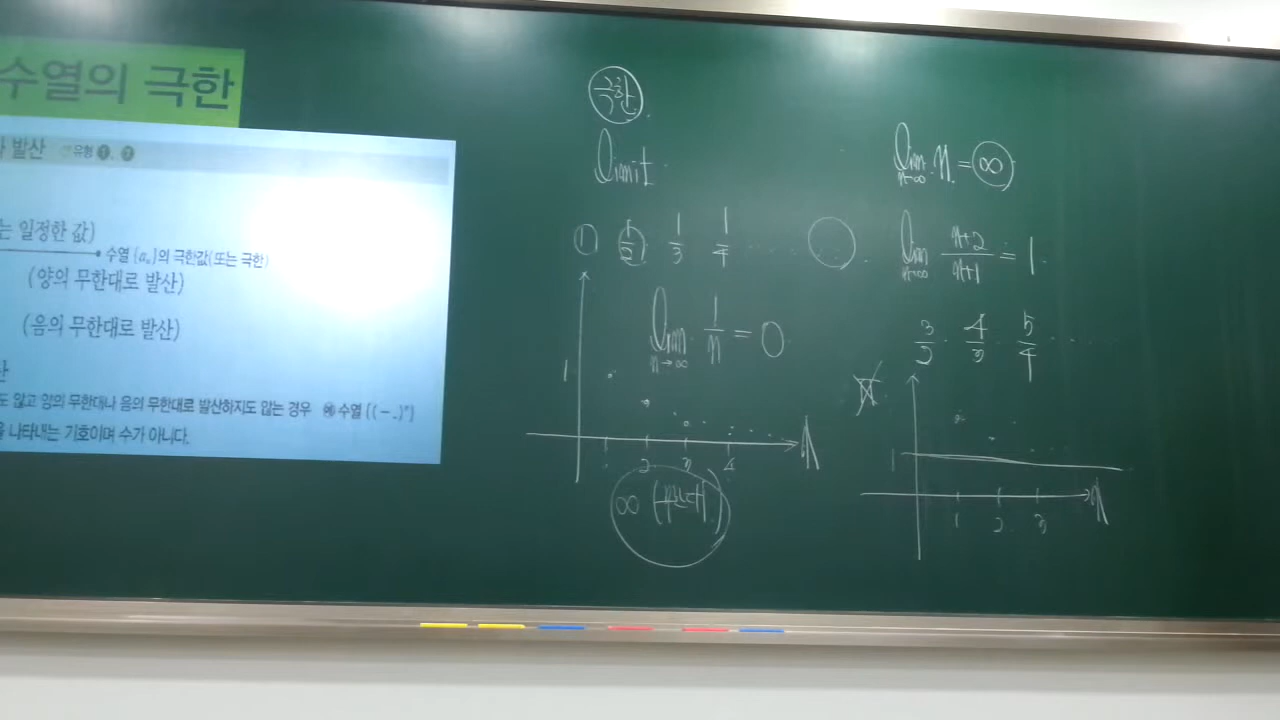 수열의 극한
발산 유형 ①, ②
는 일정한 값)
수열 {aₙ}의 극한값(또는 극한)
(양의 무한대로 발산)
(음의 무한대로 발산)
산
도 않고 양의 무한대나 음의 무한대로 발산하지도 않는 경우 예 수열
을 나타내는 기호이며 수가 아니다.
극한
limit
① 1/2 1/3 1/4 ......
lim n→∞ 1/n = 0
1
2 3 4 n
∞ (무한대)
lim n→∞ n = ∞
lim n→∞ n+2/n+1 = 1
3/2 . 4/3 . 5/4 .....
1
1 2 3 n